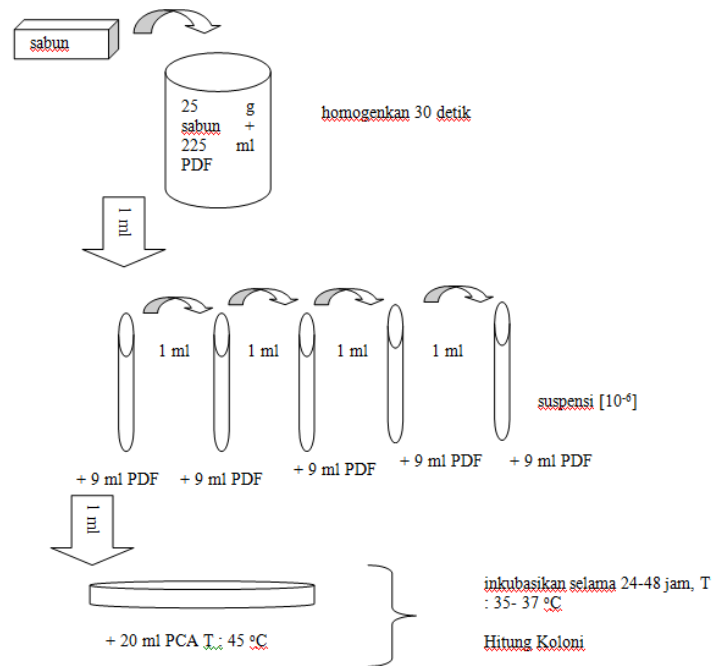 sabun
25 g
sabun +
225 ml
PDF
homogenkan 30 detik
1 ml
1 ml
1 ml
1 ml
1 ml
suspensi [10⁻⁶]
+ 9 ml PDF
+ 9 ml PDF
+ 9 ml PDF
+ 9 ml PDF
+ 9 ml PDF
1 ml
+ 20 ml PCA T : 45 °C
inkubasikan selama 24-48 jam, T
: 35- 37 °C
Hitung Koloni